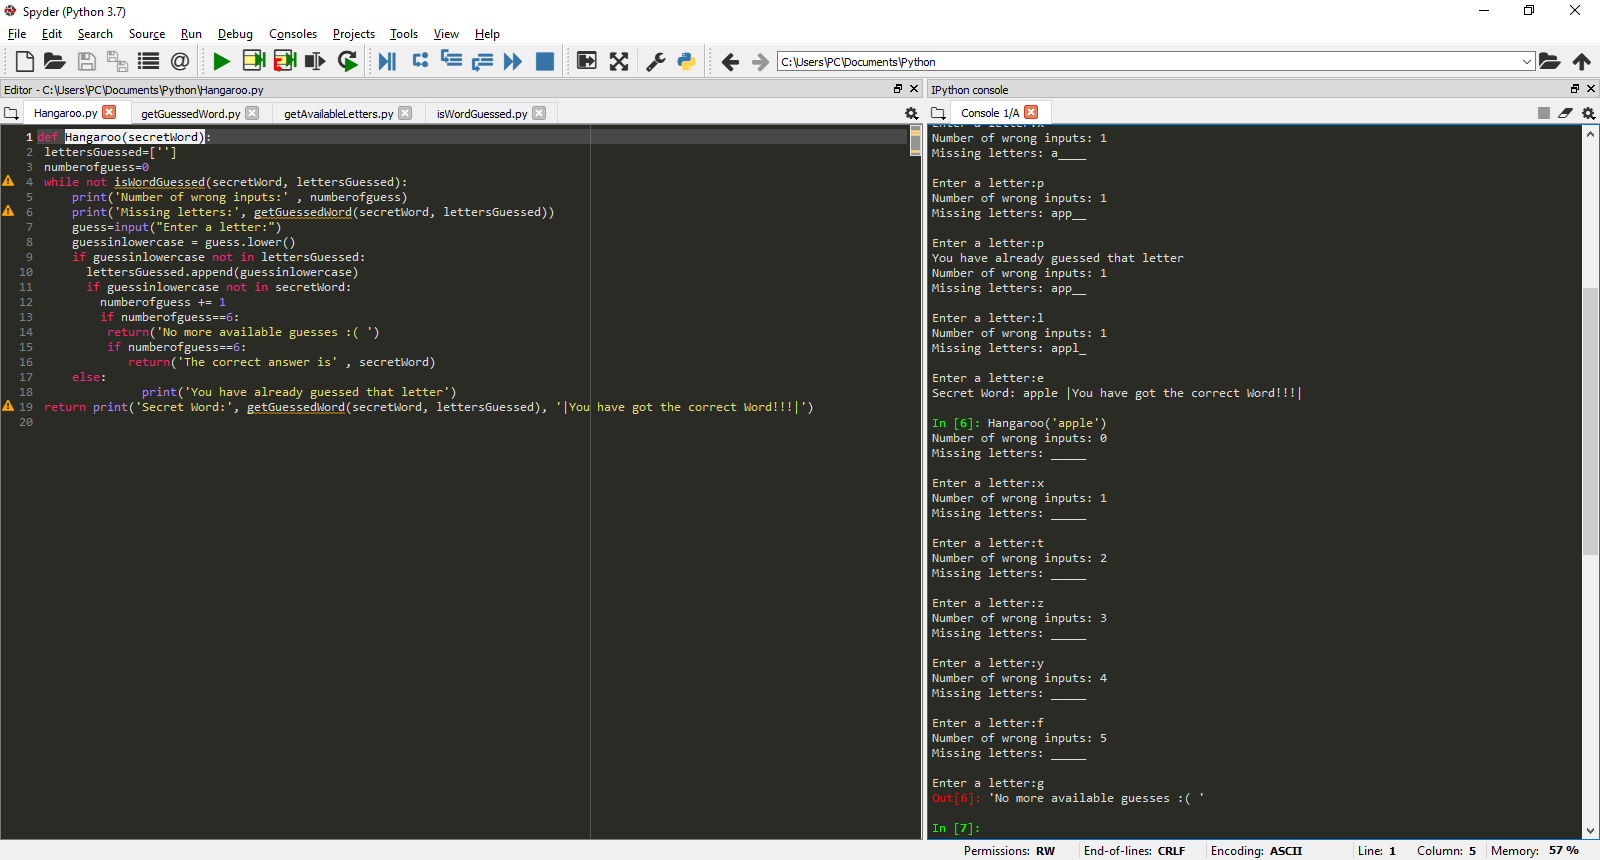 Spyder (Python 3.7)
File Edit Search Source Run Debug Consoles Projects Tools View Help
C:\Users\PC\Documents\Python
Editor - C:\Users\PC\Documents\Python\Hangaroo.py
Hangaroo.py getGuessedWord.py getAvailableLetters.py isWordGuessed.py
1 def Hangaroo(secretWord):
2 lettersGuessed=['']
3 numberofguess=0
4 while not isWordGuessed(secretWord, lettersGuessed):
5 print('Number of wrong inputs:' , numberofguess)
6 print('Missing letters:', getGuessedWord(secretWord, lettersGuessed))
7 guess=input("Enter a letter:")
8 guessinlowercase = guess.lower()
9 if guessinlowercase not in lettersGuessed:
10 lettersGuessed.append(guessinlowercase)
11 if guessinlowercase not in secretWord:
12 numberofguess += 1
13 if numberofguess==6:
14 return('No more available guesses :( ')
15 if numberofguess==6:
16 return('The correct answer is' , secretWord)
17 else:
18 print('You have already guessed that letter')
19 return print('Secret Word:', getGuessedWord(secretWord, lettersGuessed), '|You have got the correct Word!!!|')
20
IPython console
Console 1/A
Enter a letter:x
Number of wrong inputs: 1
Missing letters: a____
Enter a letter:p
Number of wrong inputs: 1
Missing letters: app__
Enter a letter:p
You have already guessed that letter
Number of wrong inputs: 1
Missing letters: app__
Enter a letter:l
Number of wrong inputs: 1
Missing letters: appl_
Enter a letter:e
Secret Word: apple |You have got the correct Word!!!|
In [6]: Hangaroo('apple')
Number of wrong inputs: 0
Missing letters: _____
Enter a letter:x
Number of wrong inputs: 1
Missing letters: _____
Enter a letter:t
Number of wrong inputs: 2
Missing letters: _____
Enter a letter:z
Number of wrong inputs: 3
Missing letters: _____
Enter a letter:y
Number of wrong inputs: 4
Missing letters: _____
Enter a letter:f
Number of wrong inputs: 5
Missing letters: _____
Enter a letter:g
Out[6]: 'No more available guesses :( '
In [7]:
Permissions: RW End-of-lines: CRLF Encoding: ASCII Line: 1 Column: 5 Memory: 57 %